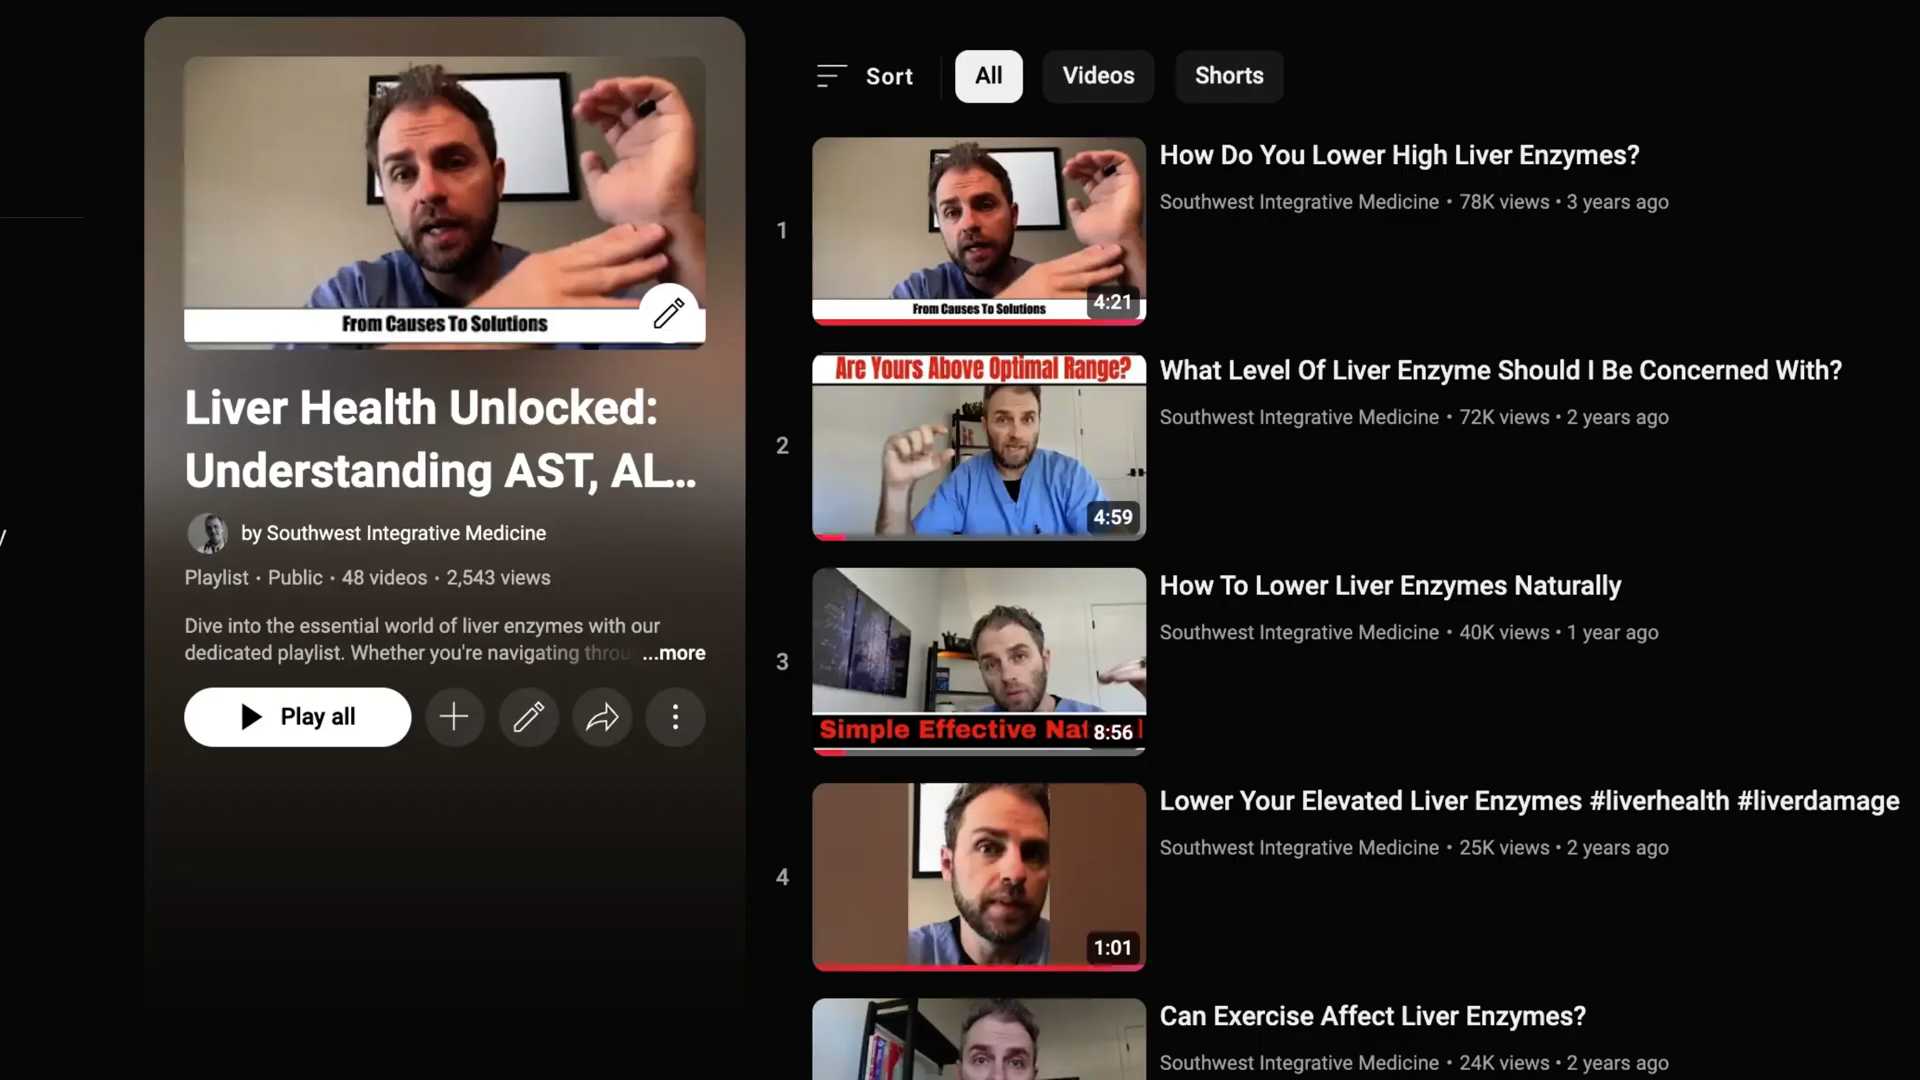 From Causes To Solutions
Liver Health Unlocked:
Understanding AST, AL...
by Southwest Integrative Medicine
Playlist • Public • 48 videos • 2,543 views
Dive into the essential world of liver enzymes with our
dedicated playlist. Whether you're navigating throu ...more
Play all
Sort
All
Videos
Shorts
1
From Causes To Solutions
4:21
How Do You Lower High Liver Enzymes?
Southwest Integrative Medicine • 78K views • 3 years ago
2
Are Yours Above Optimal Range?
4:59
What Level Of Liver Enzyme Should I Be Concerned With?
Southwest Integrative Medicine • 72K views • 2 years ago
3
Simple Effective Nat
8:56
How To Lower Liver Enzymes Naturally
Southwest Integrative Medicine • 40K views • 1 year ago
4
1:01
Lower Your Elevated Liver Enzymes #liverhealth #liverdamage
Southwest Integrative Medicine • 25K views • 2 years ago
Can Exercise Affect Liver Enzymes?
Southwest Integrative Medicine • 24K views • 2 years ago